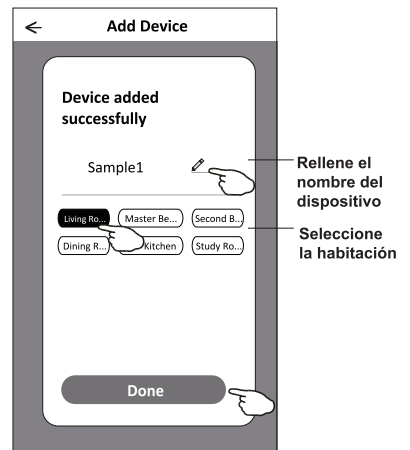 Add Device
Device added
successfully
Sample1
Rellene el
nombre del
dispositivo
Living Ro...
Master Be...
Second B...
Seleccione
la habitación
Dining R...
Kitchen
Study Ro...
Done